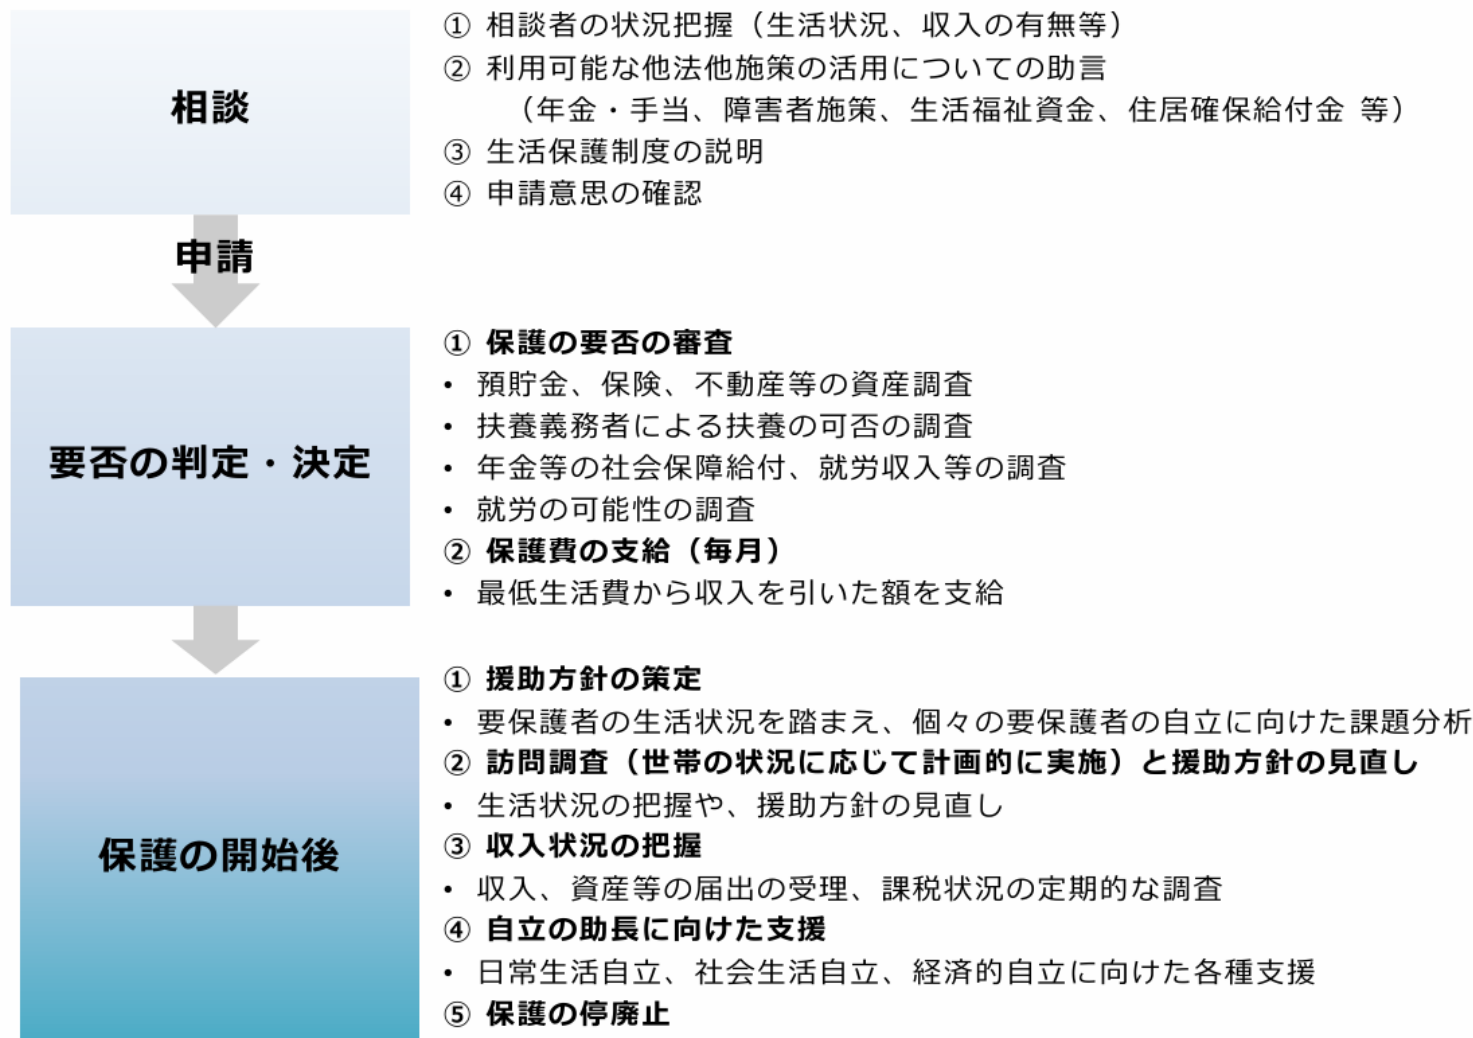 相談
① 相談者の状況把握（生活状況、収入の有無等）
② 利用可能な他法他施策の活用についての助言
（年金・手当、障害者施策、生活福祉資金、住居確保給付金 等）
③ 生活保護制度の説明
④ 申請意思の確認
申請
要否の判定・決定
① 保護の要否の審査
• 預貯金、保険、不動産等の資産調査
• 扶養義務者による扶養の可否の調査
• 年金等の社会保障給付、就労収入等の調査
• 就労の可能性の調査
② 保護費の支給（毎月）
• 最低生活費から収入を引いた額を支給
保護の開始後
① 援助方針の策定
• 要保護者の生活状況を踏まえ、個々の要保護者の自立に向けた課題分析
② 訪問調査（世帯の状況に応じて計画的に実施）と援助方針の見直し
• 生活状況の把握や、援助方針の見直し
③ 収入状況の把握
• 収入、資産等の届出の受理、課税状況の定期的な調査
④ 自立の助長に向けた支援
• 日常生活自立、社会生活自立、経済的自立に向けた各種支援
⑤ 保護の停廃止